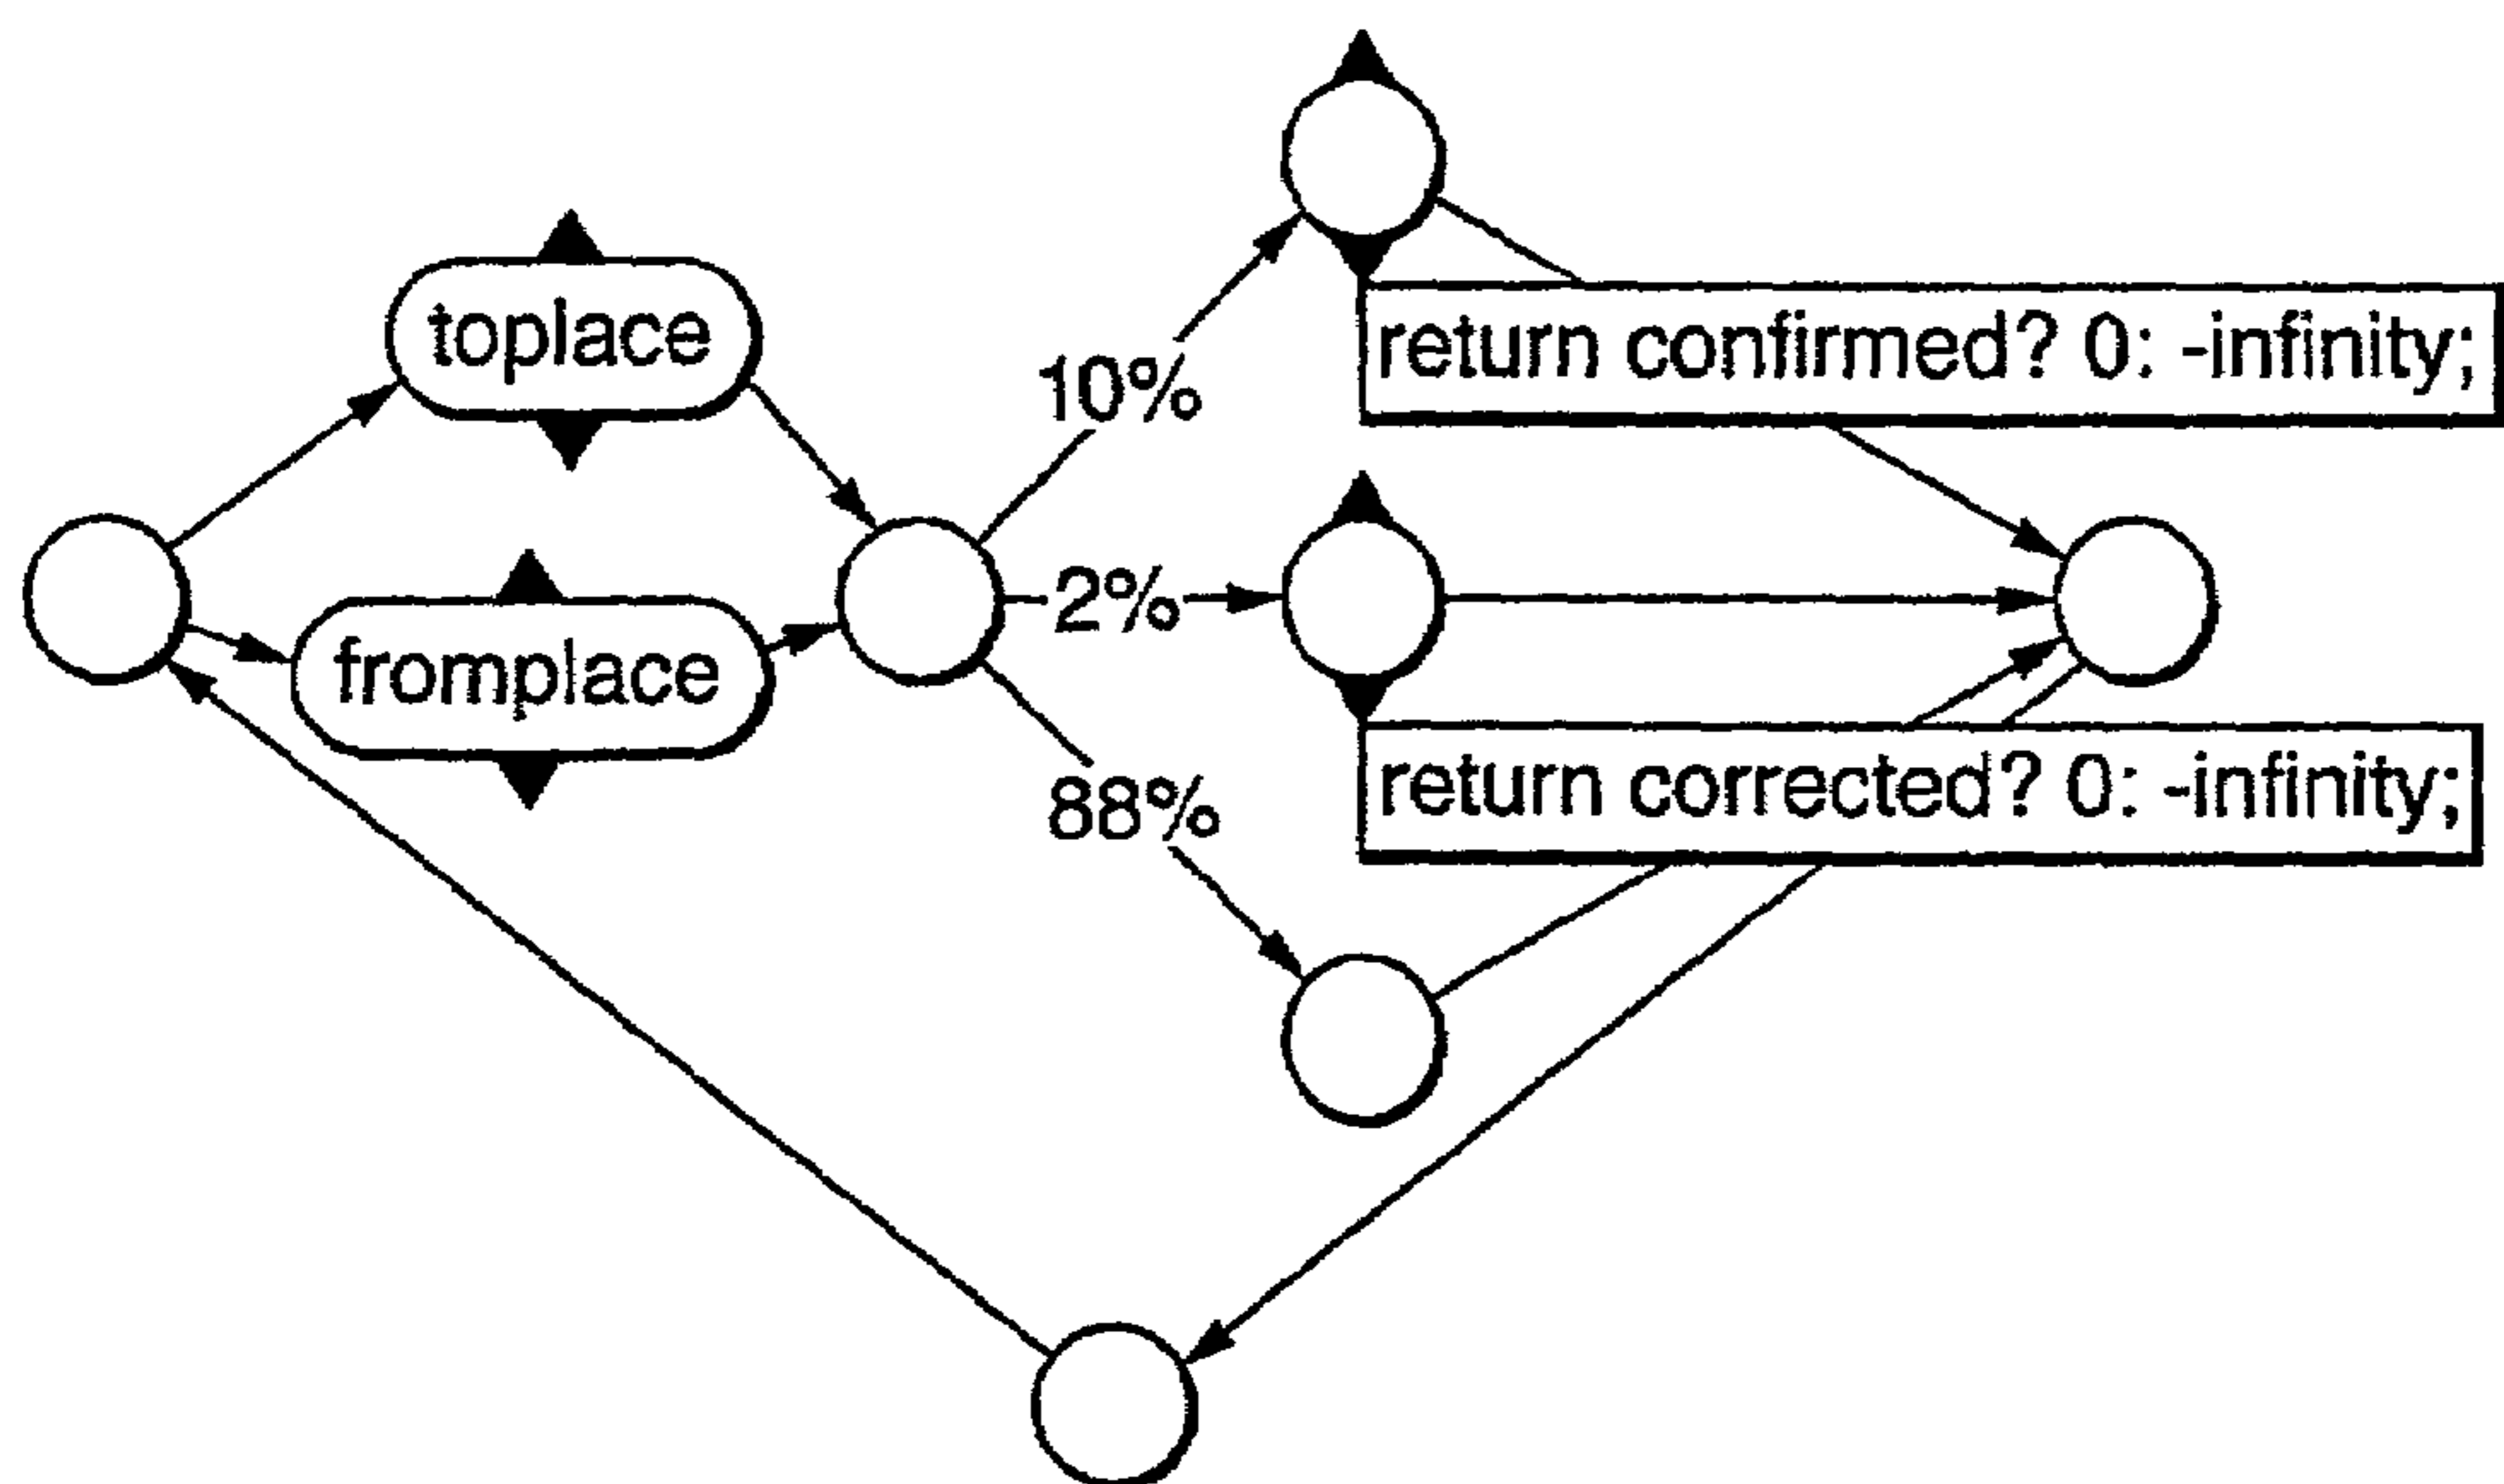 toplace
return confirmed? 0: -infinity;
10%
2%
fromplace
return corrected? 0: -infinity;
88%